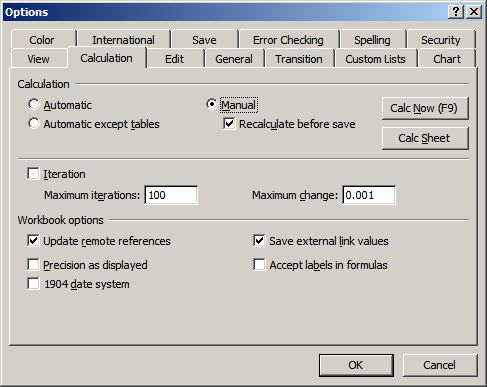 Options
Color International Save Error Checking Spelling Security
View Calculation Edit General Transition Custom Lists Chart
Calculation
Automatic Manual Calc Now (F9)
Automatic except tables Recalculate before save
Calc Sheet
Iteration
Maximum iterations: 100 Maximum change: 0.001
Workbook options
Update remote references Save external link values
Precision as displayed Accept labels in formulas
1904 date system
OK Cancel